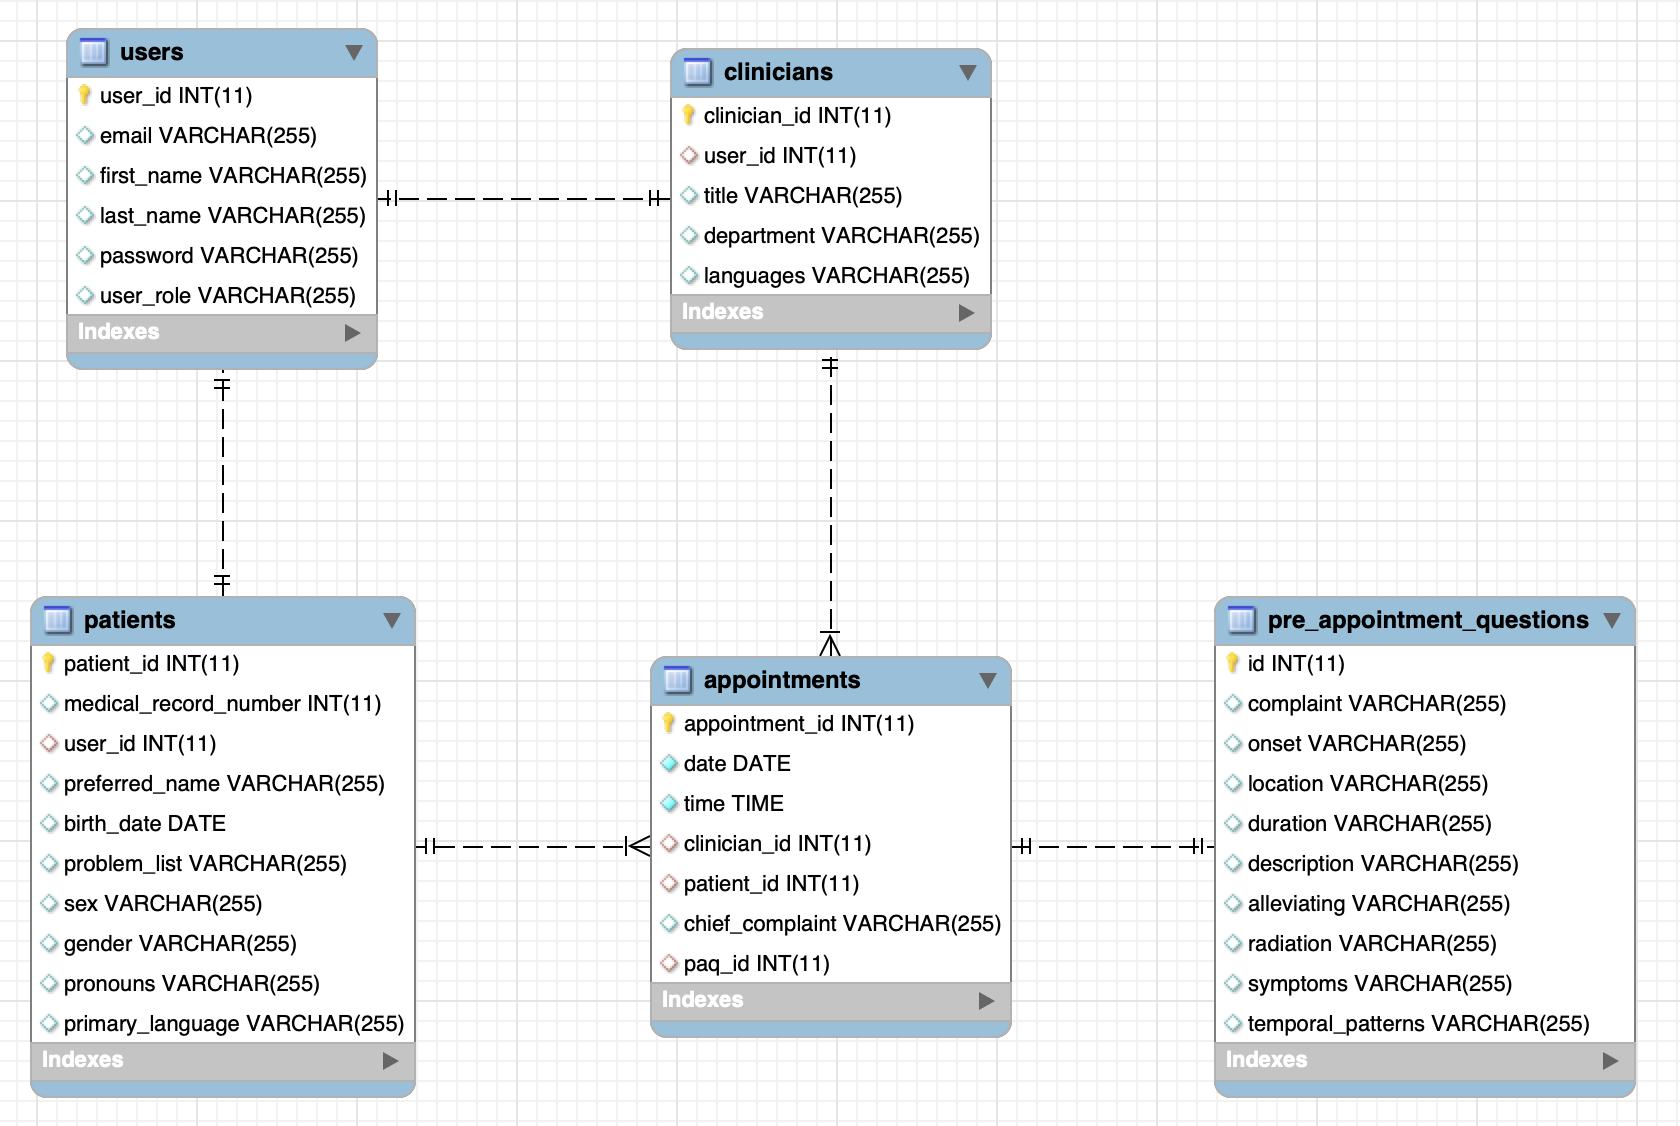 users
user_id INT(11)
email VARCHAR(255)
first_name VARCHAR(255)
last_name VARCHAR(255)
password VARCHAR(255)
user_role VARCHAR(255)
Indexes
clinicians
clinician_id INT(11)
user_id INT(11)
title VARCHAR(255)
department VARCHAR(255)
languages VARCHAR(255)
Indexes
patients
patient_id INT(11)
medical_record_number INT(11)
user_id INT(11)
preferred_name VARCHAR(255)
birth_date DATE
problem_list VARCHAR(255)
sex VARCHAR(255)
gender VARCHAR(255)
pronouns VARCHAR(255)
primary_language VARCHAR(255)
Indexes
appointments
appointment_id INT(11)
date DATE
time TIME
clinician_id INT(11)
patient_id INT(11)
chief_complaint VARCHAR(255)
paq_id INT(11)
Indexes
pre_appointment_questions
id INT(11)
complaint VARCHAR(255)
onset VARCHAR(255)
location VARCHAR(255)
duration VARCHAR(255)
description VARCHAR(255)
alleviating VARCHAR(255)
radiation VARCHAR(255)
symptoms VARCHAR(255)
temporal_patterns VARCHAR(255)
Indexes